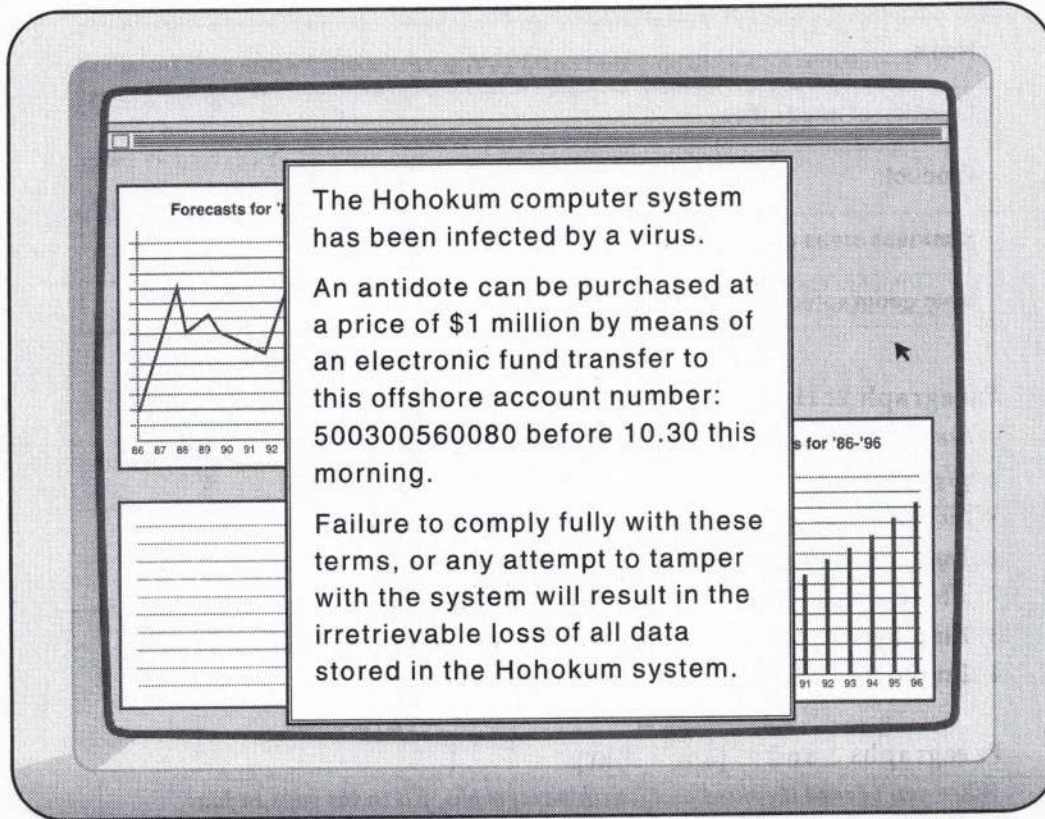 Forecasts for '8
86 87 88 89 90 91 92
The Hohokum computer system
has been infected by a virus.
An antidote can be purchased at
a price of $1 million by means of
an electronic fund transfer to
this offshore account number:
500300560080 before 10.30 this
morning.
Failure to comply fully with these
terms, or any attempt to tamper
with the system will result in the
irretrievable loss of all data
stored in the Hohokum system.
s for '86-'96
91 92 93 94 95 96